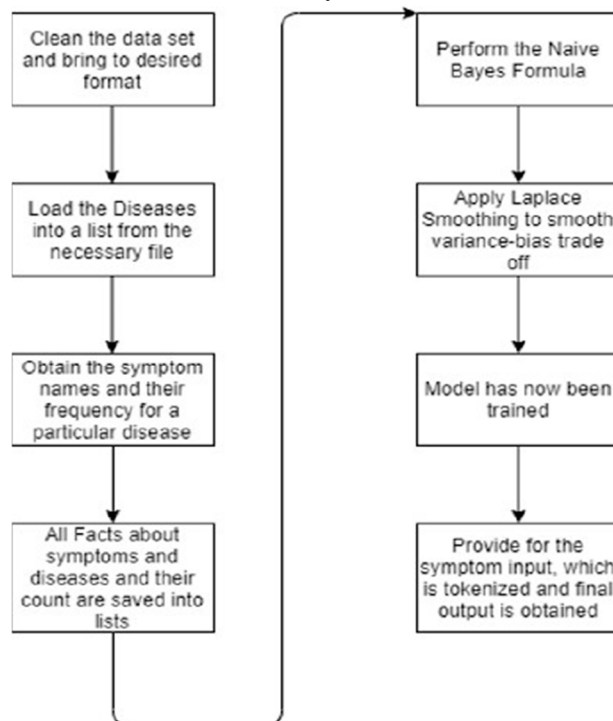 Clean the data set
and bring to desired
format
Load the Diseases
into a list from the
necessary file
Obtain the symptom
names and their
frequency for a
particular disease
All Facts about
symptoms and
diseases and their
count are saved into
lists
Perform the Naive
Bayes Formula
Apply Laplace
Smoothing to smooth
variance-bias trade
off
Model has now been
trained
Provide for the
symptom input, which
is tokenized and final
output is obtained